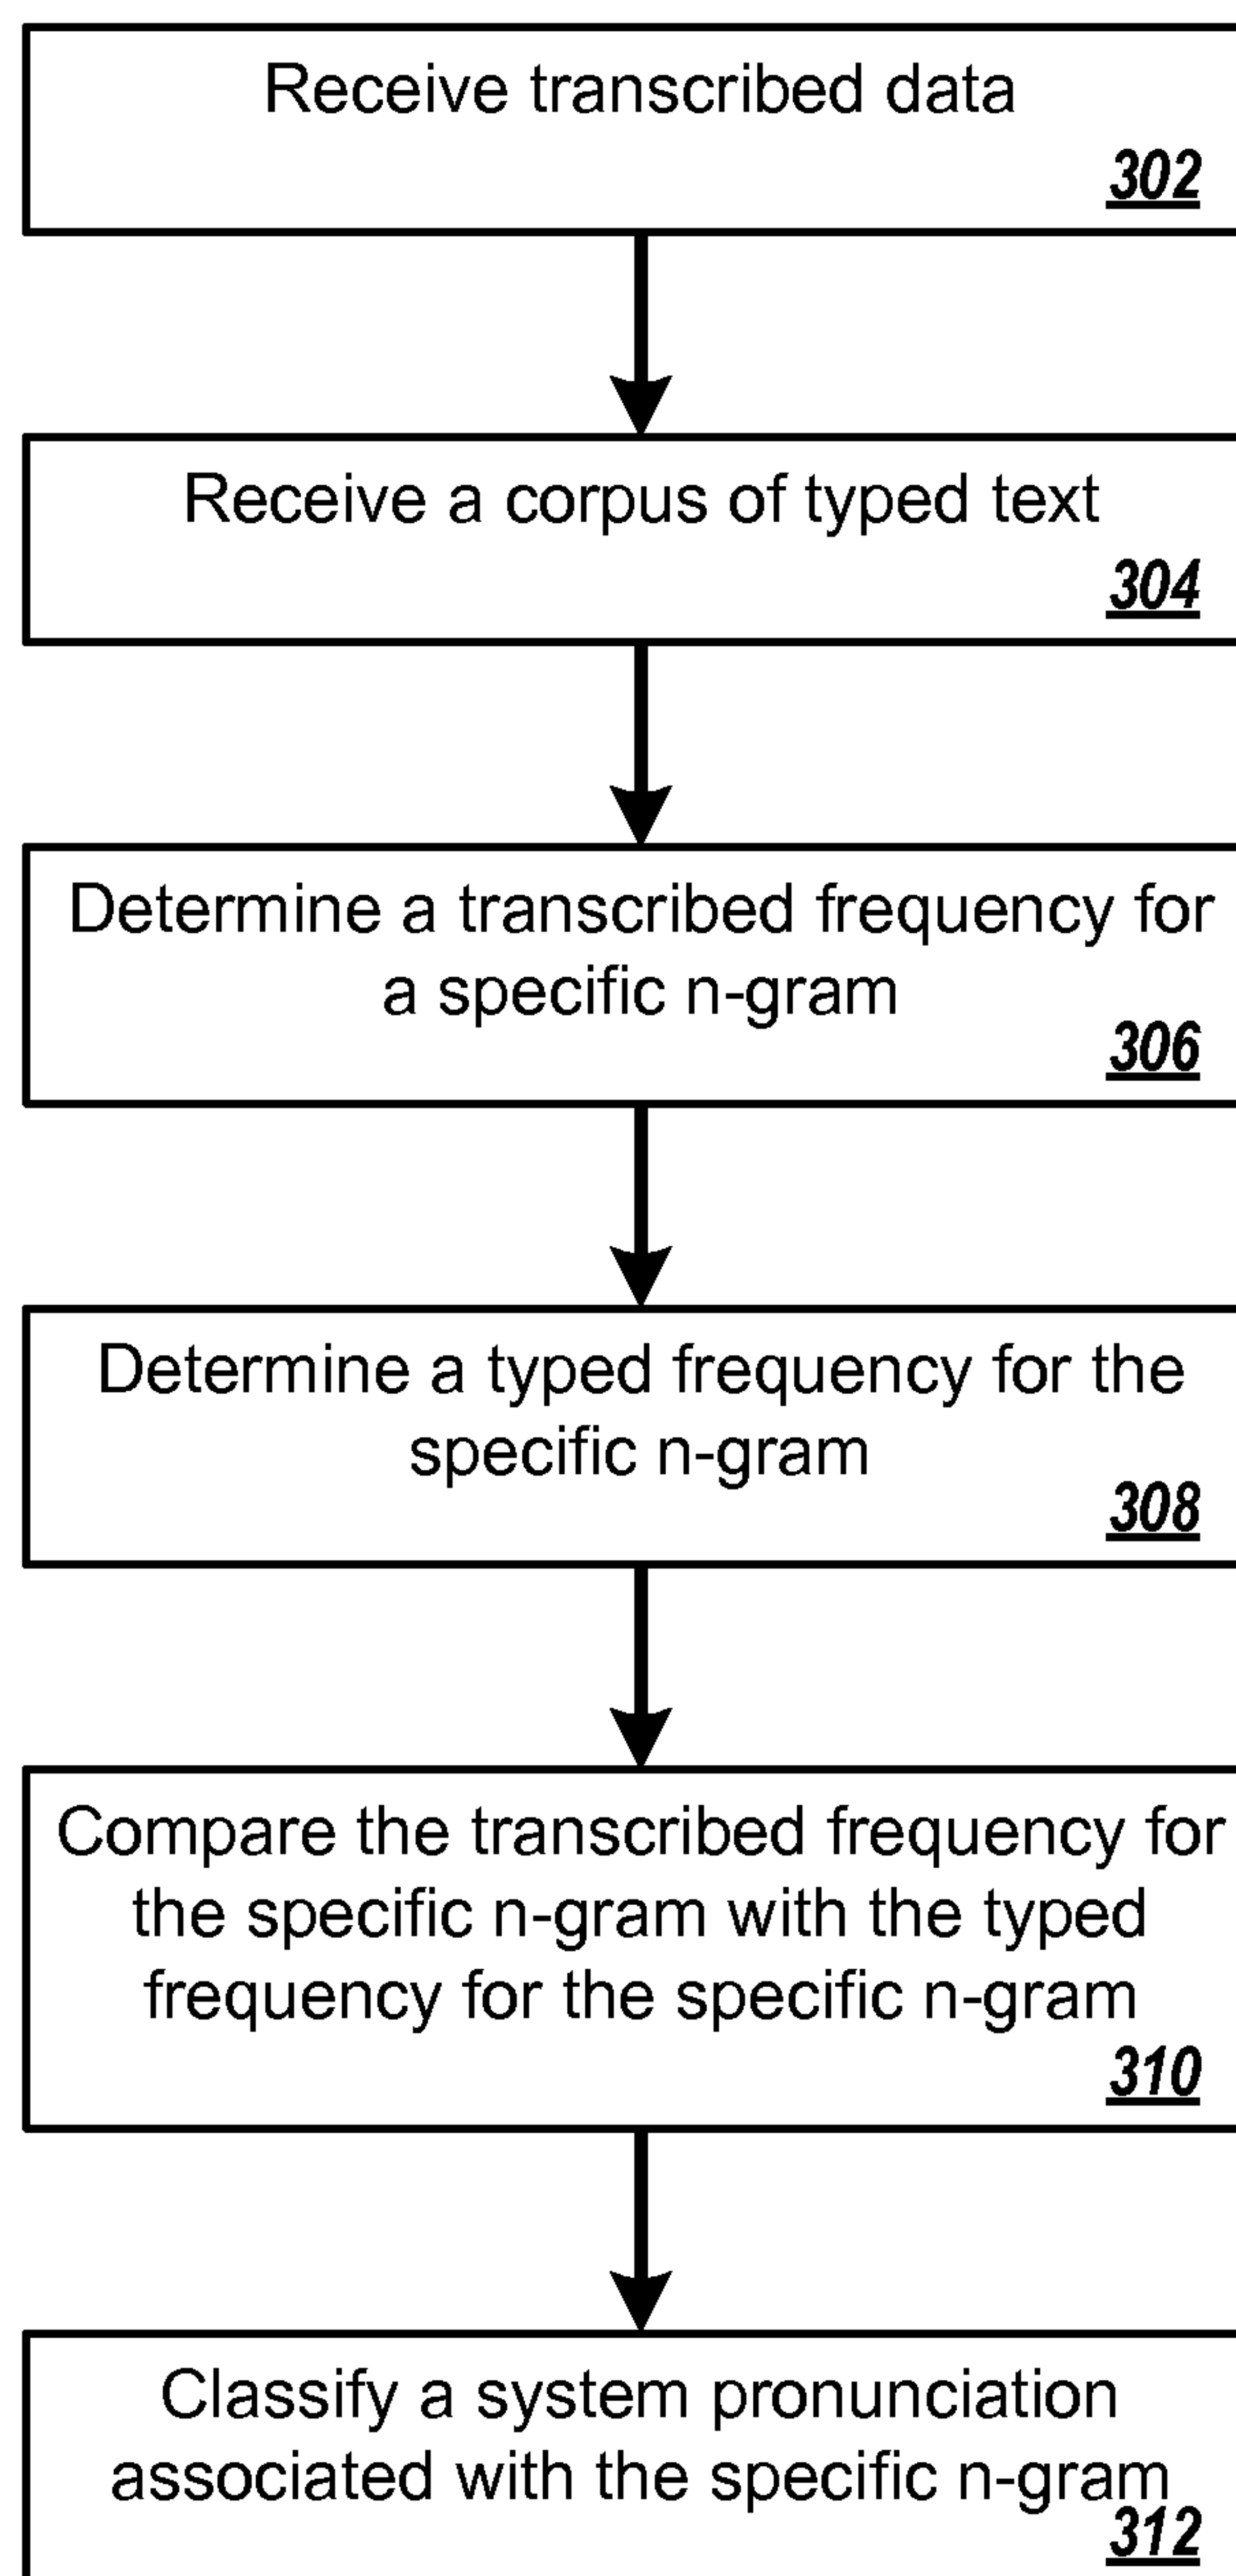 Receive transcribed data
302
Receive a corpus of typed text
304
Determine a transcribed frequency for
a specific n-gram
306
Determine a typed frequency for the
specific n-gram
308
Compare the transcribed frequency for
the specific n-gram with the typed
frequency for the specific n-gram
310
Classify a system pronunciation
associated with the specific n-gram
312